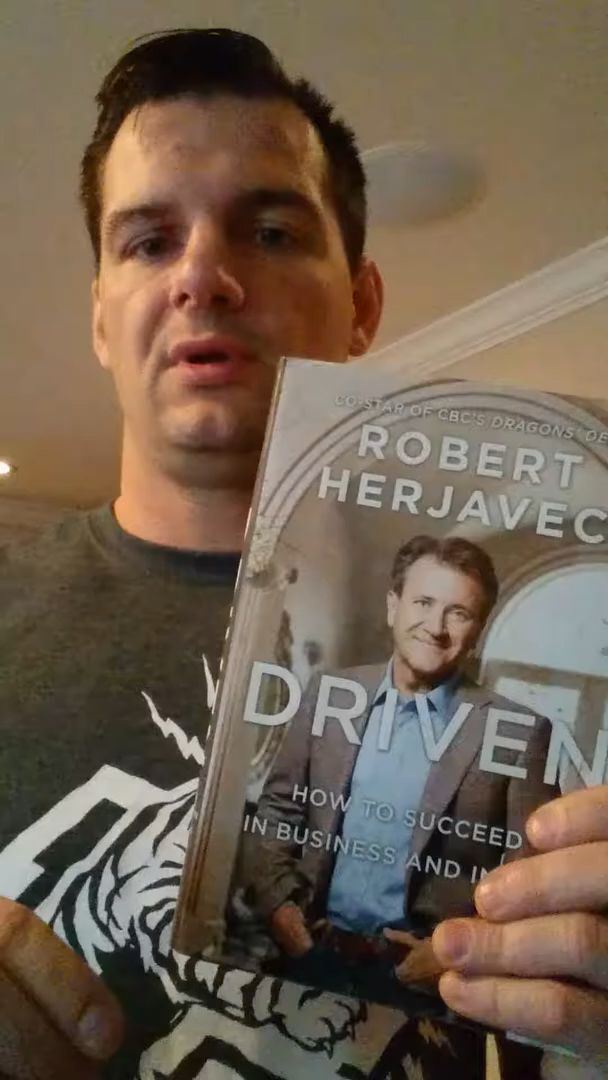 CO-STAR OF CBC'S DRAGONS' DE
ROBERT
HERJAVEC
DRIVEN
HOW TO SUCCEED
IN BUSINESS AND IN